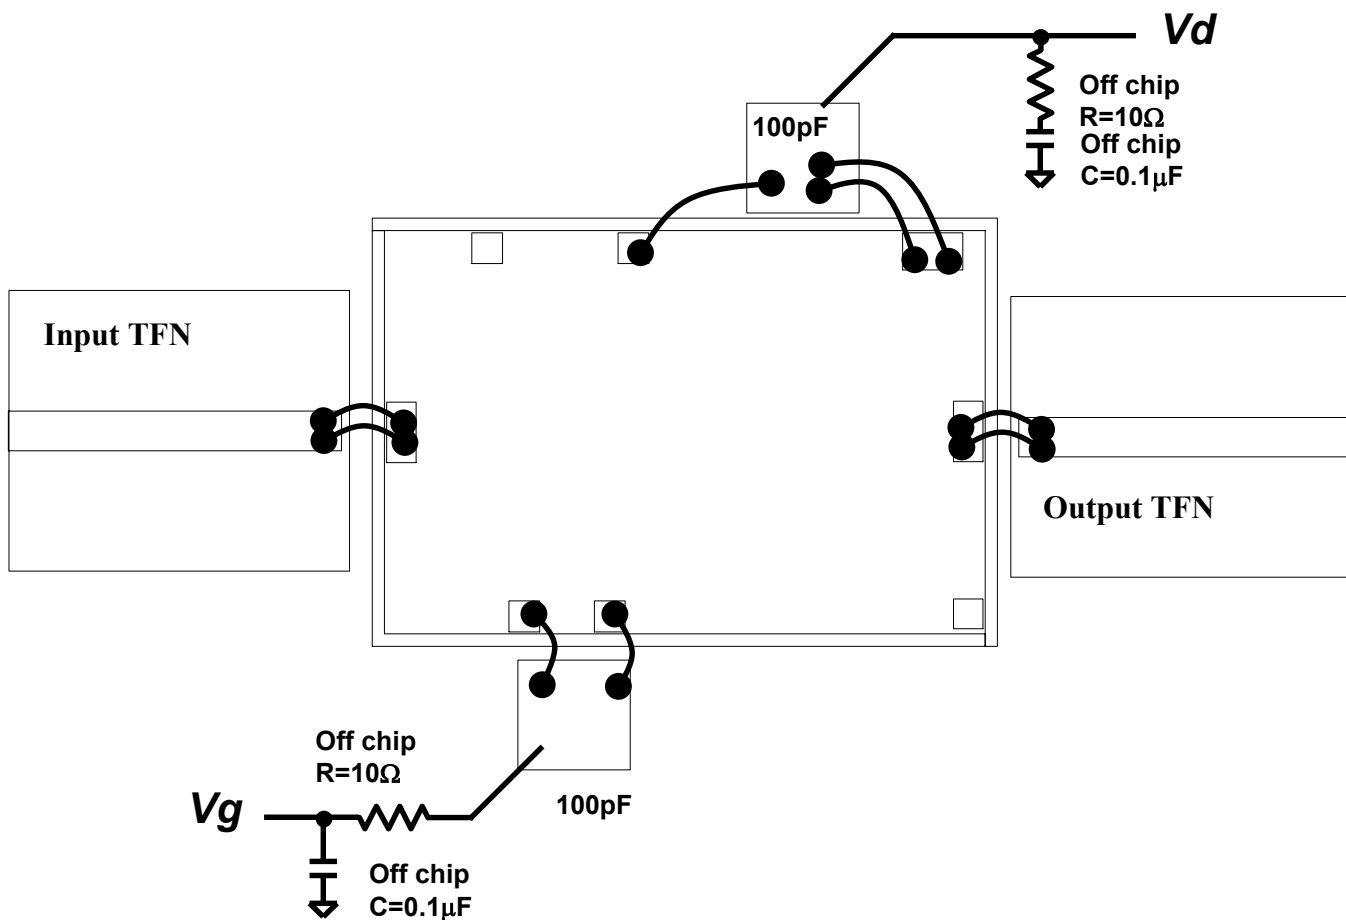 Vd
Off chip
R=10Ω
Off chip
C=0.1μF
100pF
Input TFN
Output TFN
Off chip
R=10Ω
100pF
Vg
Off chip
C=0.1μF